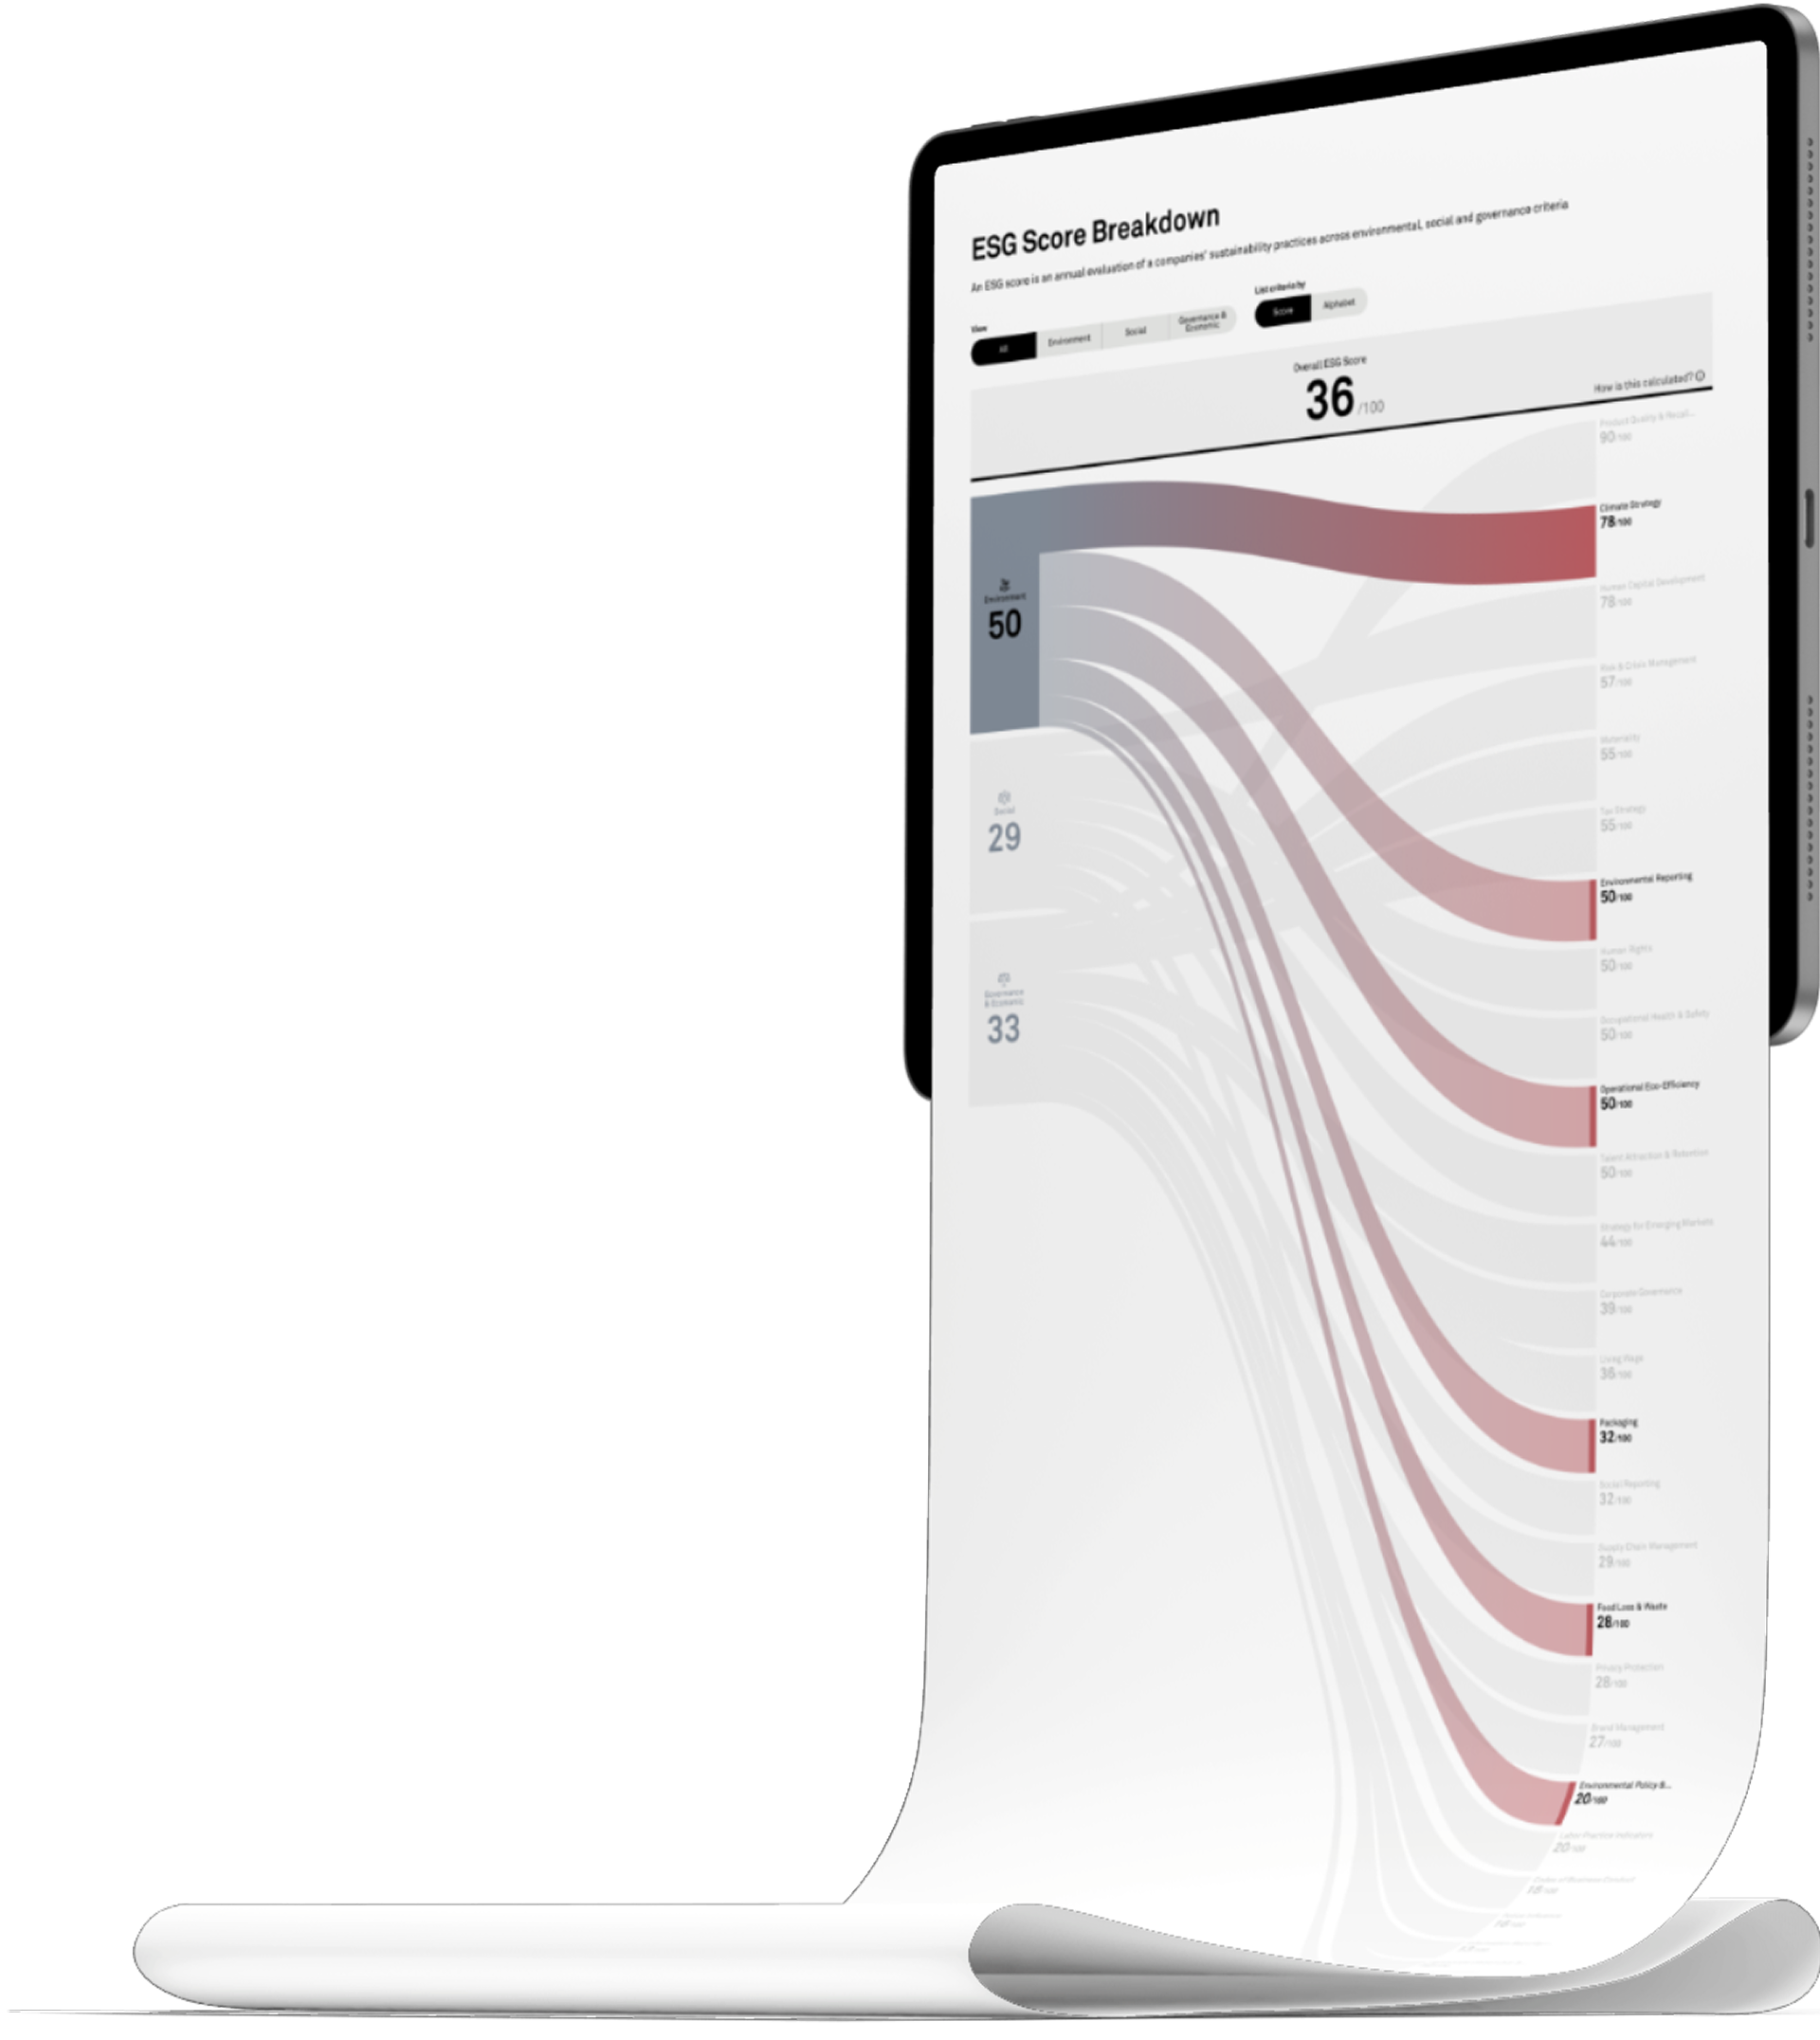 ESG Score Breakdown
An ESG score is an annual evaluation of a companies' sustainability practices across environmental, social and governance criteria
View
All
Environment
Social
Governance &
Economic
List criteria by
Score
Alphabet
Overall ESG Score
36 /100
How is this calculated?
Environment
50
Social
29
Governance
& Economic
33
Product Quality & Recall...
90/100
Climate Strategy
78/100
Human Capital Development
78/100
Risk & Crisis Management
57/100
Materiality
55/100
Tax Strategy
55/100
Environmental Reporting
50/100
Human Rights
50/100
Occupational Health & Safety
50/100
Operational Eco-Efficiency
50/100
Talent Attraction & Retention
50/100
Strategy for Emerging Markets
44/100
Corporate Governance
39/100
Living Wage
36/100
Packaging
32/100
Social Reporting
32/100
Supply Chain Management
29/100
Food Loss & Waste
28/100
Privacy Protection
28/100
Brand Management
27/100
Environmental Policy &...
20/100
Labor Practice Indicators
20/100
Codes of Business Conduct